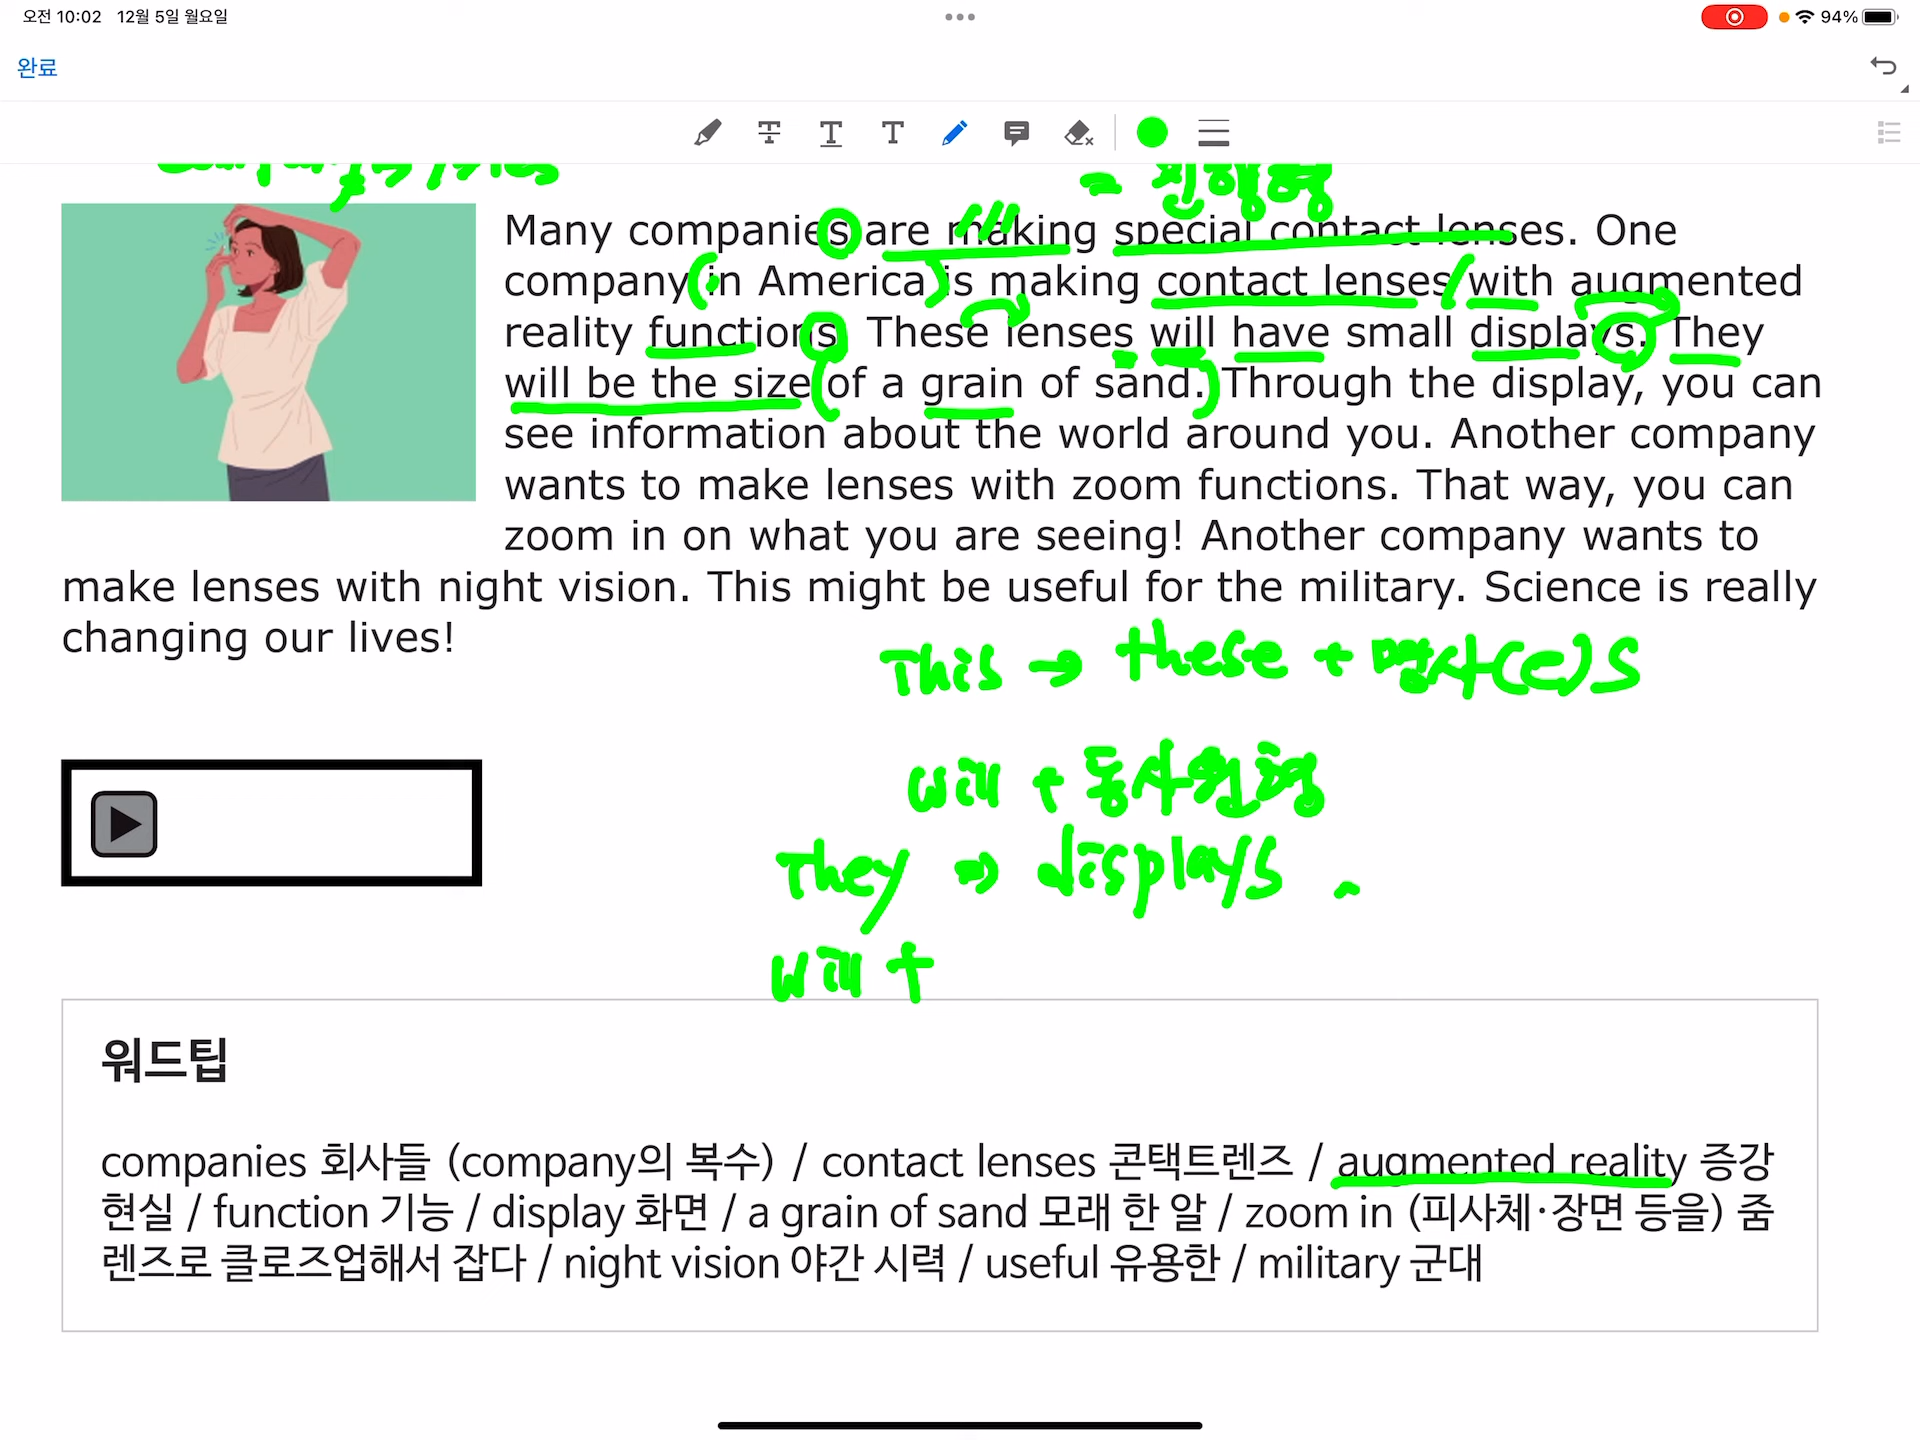 오전 10:02 12월 5일 월요일
94%
완료
= 진행형
Many companies are making special contact lenses. One
company in America is making contact lenses with augmented
reality functions. These lenses will have small displays. They
will be the size of a grain of sand. Through the display, you can
see information about the world around you. Another company
wants to make lenses with zoom functions. That way, you can
zoom in on what you are seeing! Another company wants to
make lenses with night vision. This might be useful for the military. Science is really
changing our lives!
This → these + 명사(e)s
will + 동사원형
They ⇒ displays.
will +
워드팁
companies 회사들 (company의 복수) / contact lenses 콘택트렌즈 / augmented reality 증강
현실 / function 기능 / display 화면 / a grain of sand 모래 한 알 / zoom in (피사체·장면 등을) 줌
렌즈로 클로즈업해서 잡다 / night vision 야간 시력 / useful 유용한 / military 군대